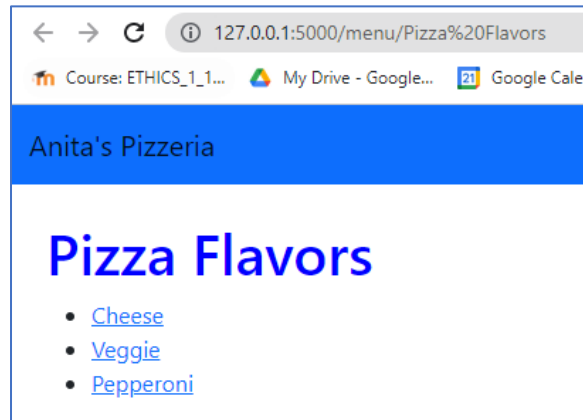 127.0.0.1:5000/menu/Pizza%20Flavors
Course: ETHICS_1_1... My Drive - Google... 21 Google Cale
Anita's Pizzeria
Pizza Flavors
Cheese
Veggie
Pepperoni